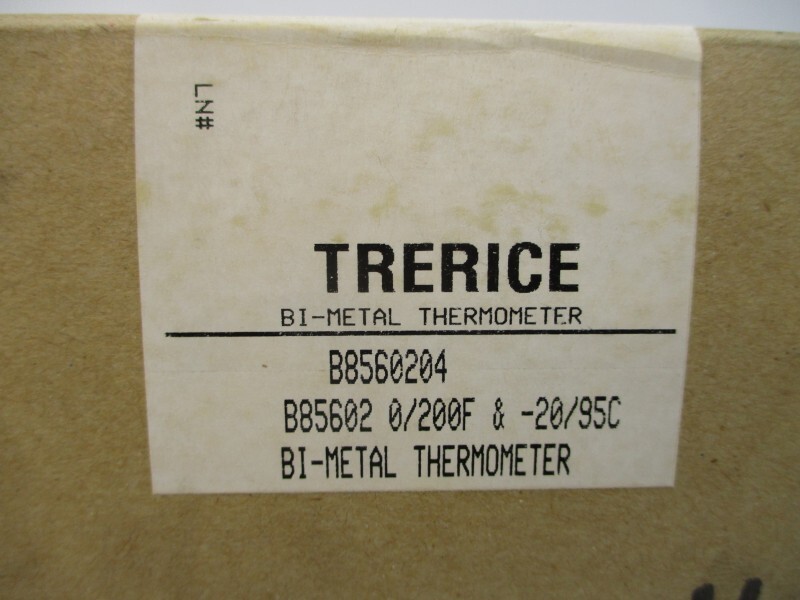 LN#
TRERICE
BI-METAL THERMOMETER
B8560204
B85602 0/200F & -20/95C
BI-METAL THERMOMETER